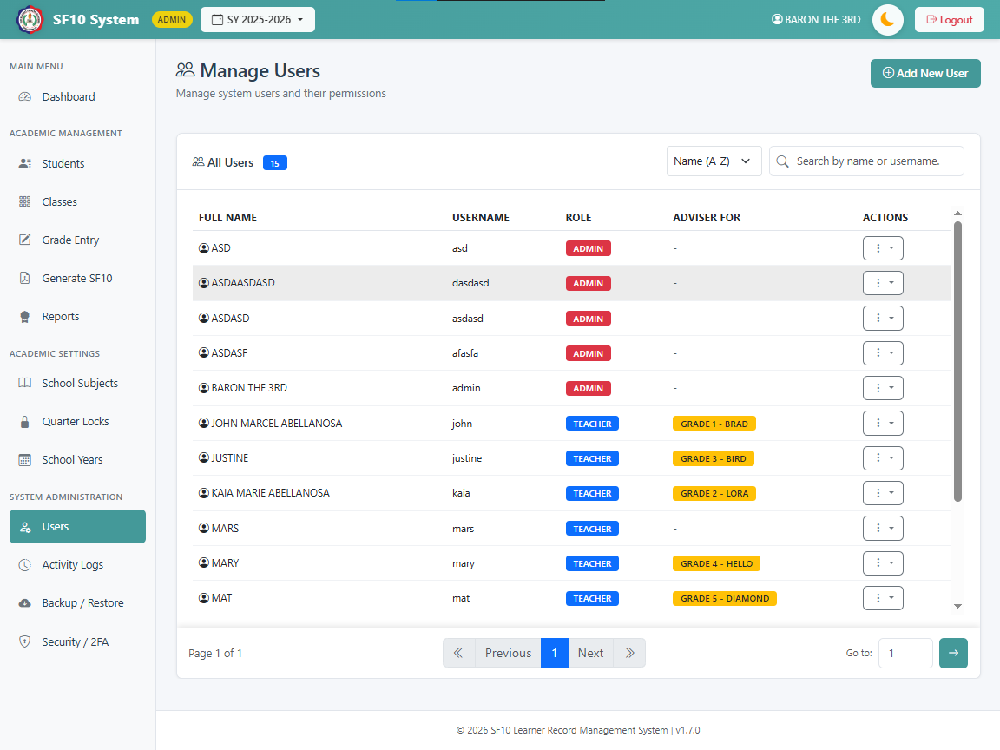 SF10 System ADMIN SY 2025-2026 BARON THE 3RD Logout
MAIN MENU
Dashboard
ACADEMIC MANAGEMENT
Students
Classes
Grade Entry
Generate SF10
Reports
ACADEMIC SETTINGS
School Subjects
Quarter Locks
School Years
SYSTEM ADMINISTRATION
Users
Activity Logs
Backup / Restore
Security / 2FA
Manage Users
Manage system users and their permissions
Add New User
All Users 15 Name (A-Z) Search by name or username.
FULL NAME USERNAME ROLE ADVISER FOR ACTIONS
ASD asd ADMIN -
ASDAASDASD dasdasd ADMIN -
ASDASD asdasd ADMIN -
ASDASF afasfa ADMIN -
BARON THE 3RD admin ADMIN -
JOHN MARCEL ABELLANOSA john TEACHER GRADE 1 - BRAD
JUSTINE justine TEACHER GRADE 3 - BIRD
KAIA MARIE ABELLANOSA kaia TEACHER GRADE 2 - LORA
MARS mars TEACHER -
MARY mary TEACHER GRADE 4 - HELLO
MAT mat TEACHER GRADE 5 - DIAMOND
Page 1 of 1 « Previous 1 Next » Go to: 1 →
© 2026 SF10 Learner Record Management System | v1.7.0